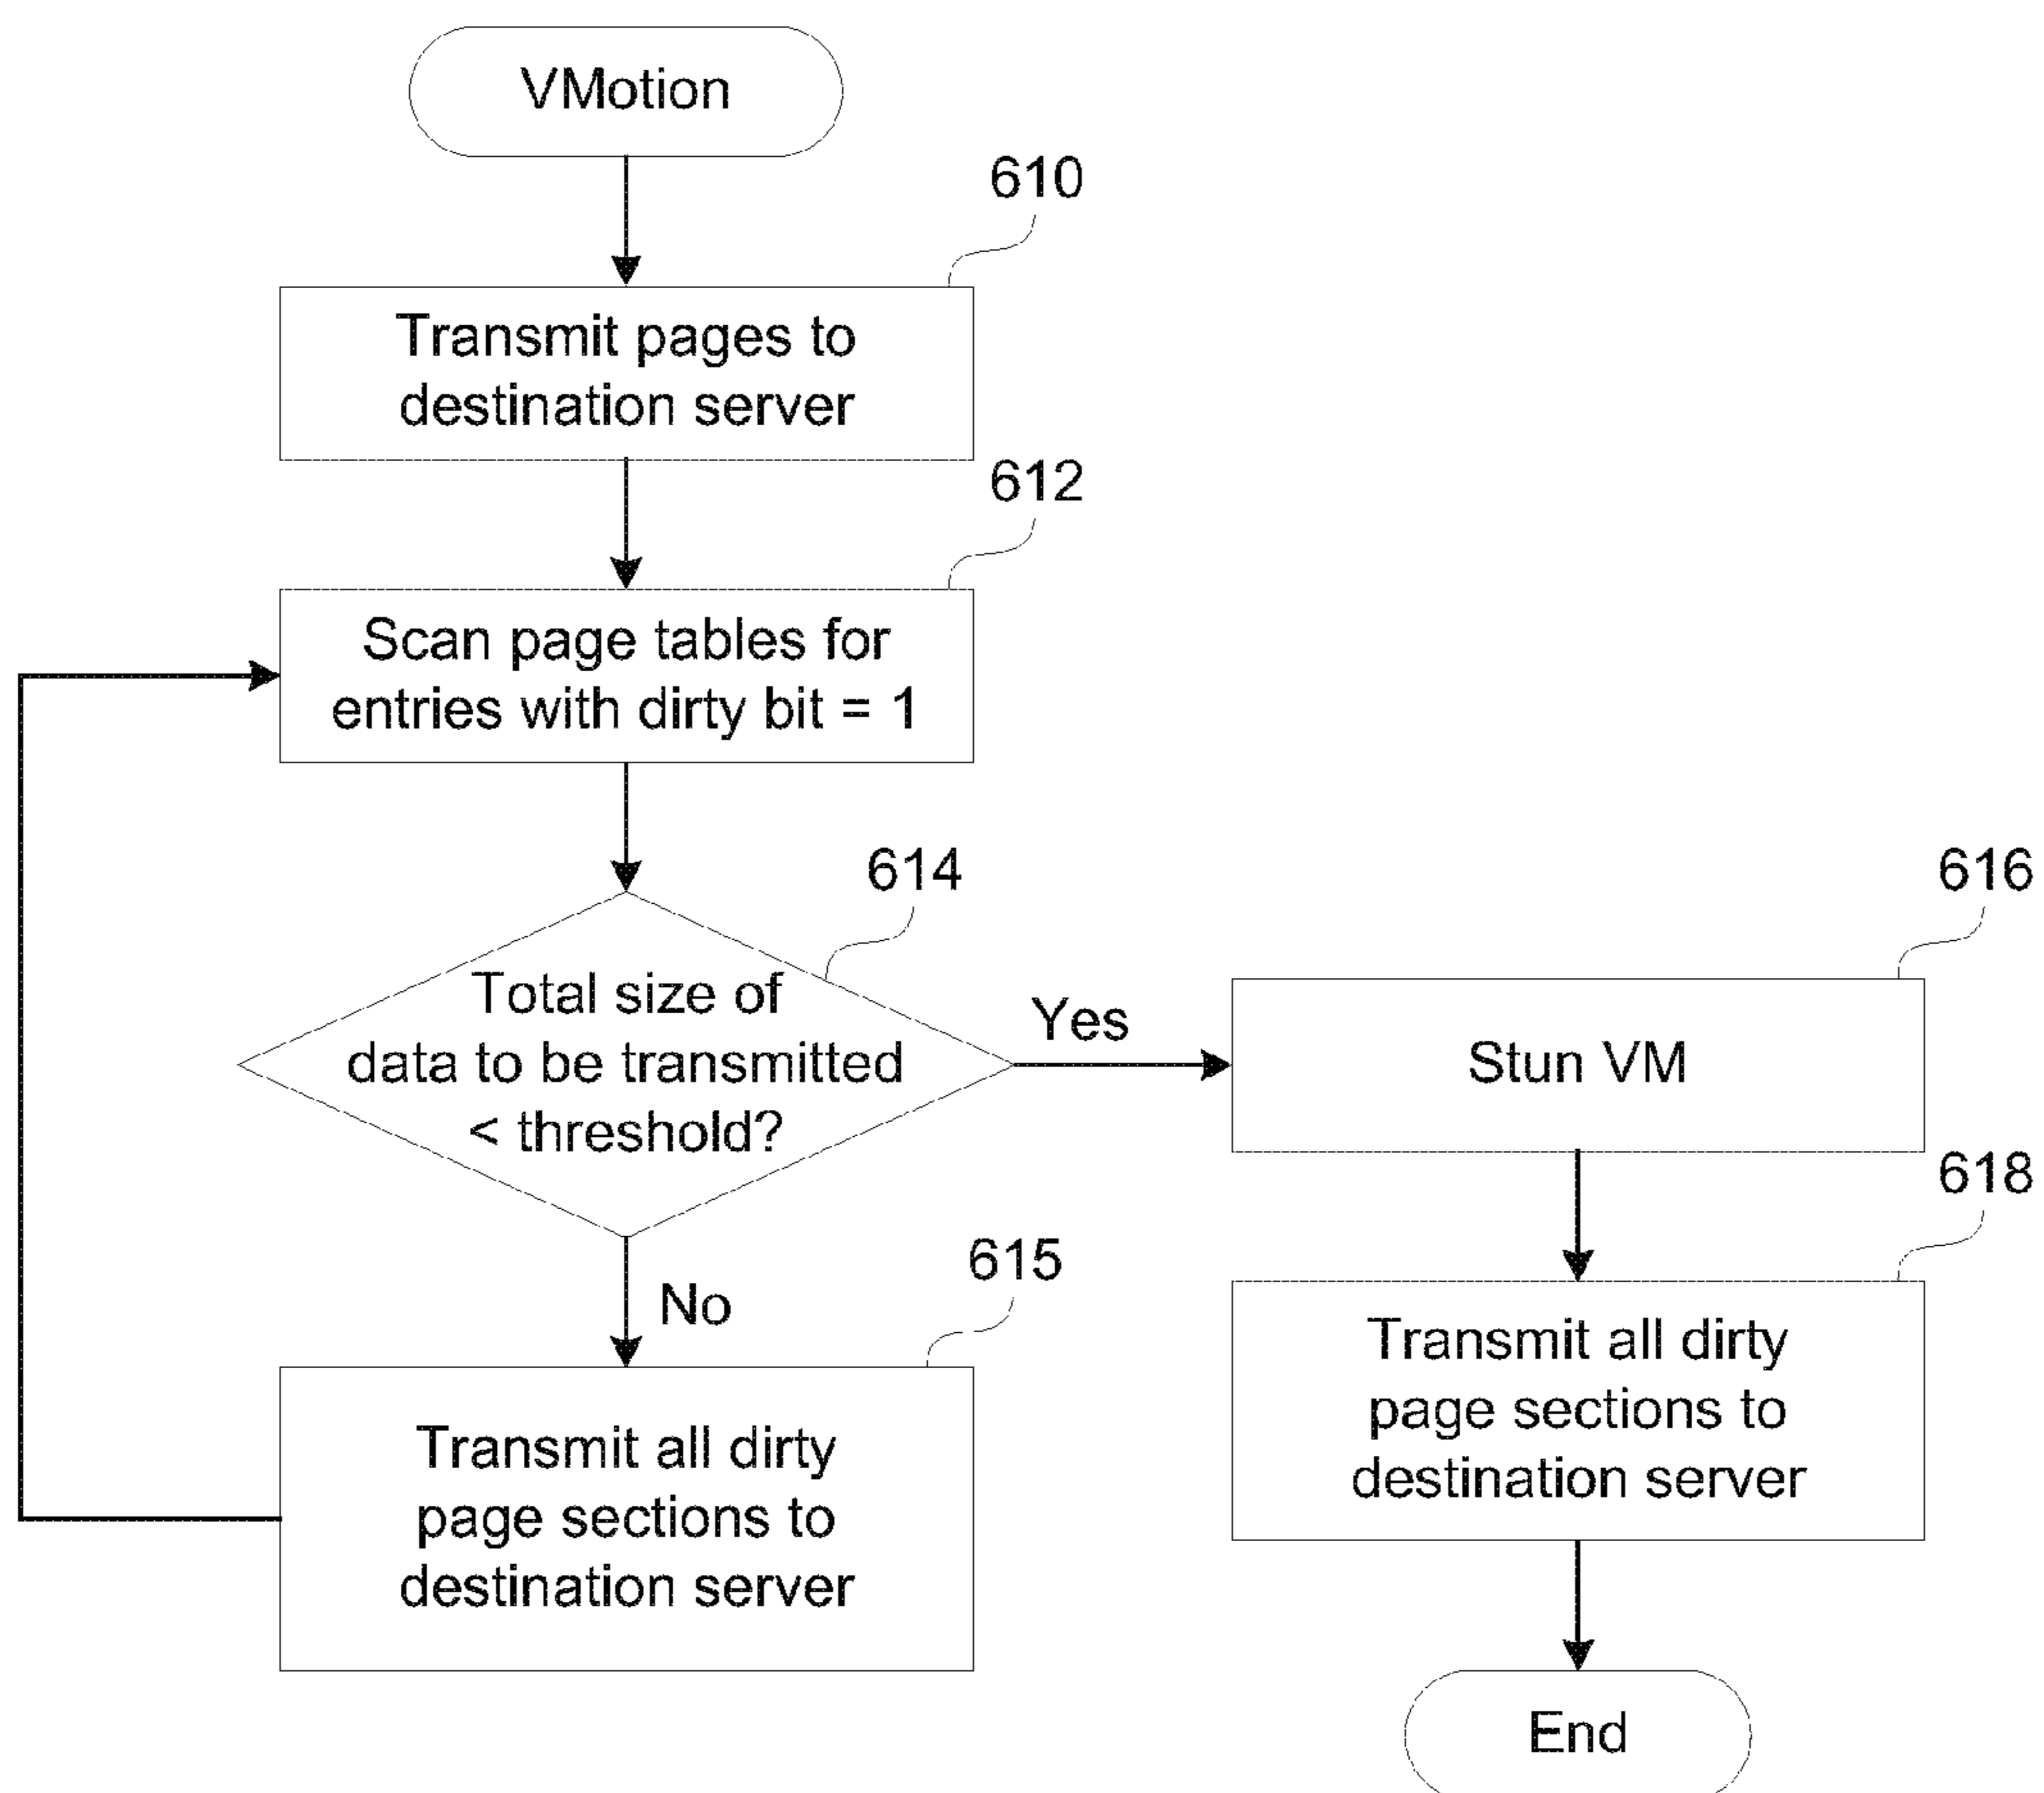 VMotion
610
Transmit pages to
destination server
612
Scan page tables for
entries with dirty bit = 1
614
Total size of
data to be transmitted
< threshold?
Yes
616
Stun VM
618
Transmit all dirty
page sections to
destination server
No
615
Transmit all dirty
page sections to
destination server
End